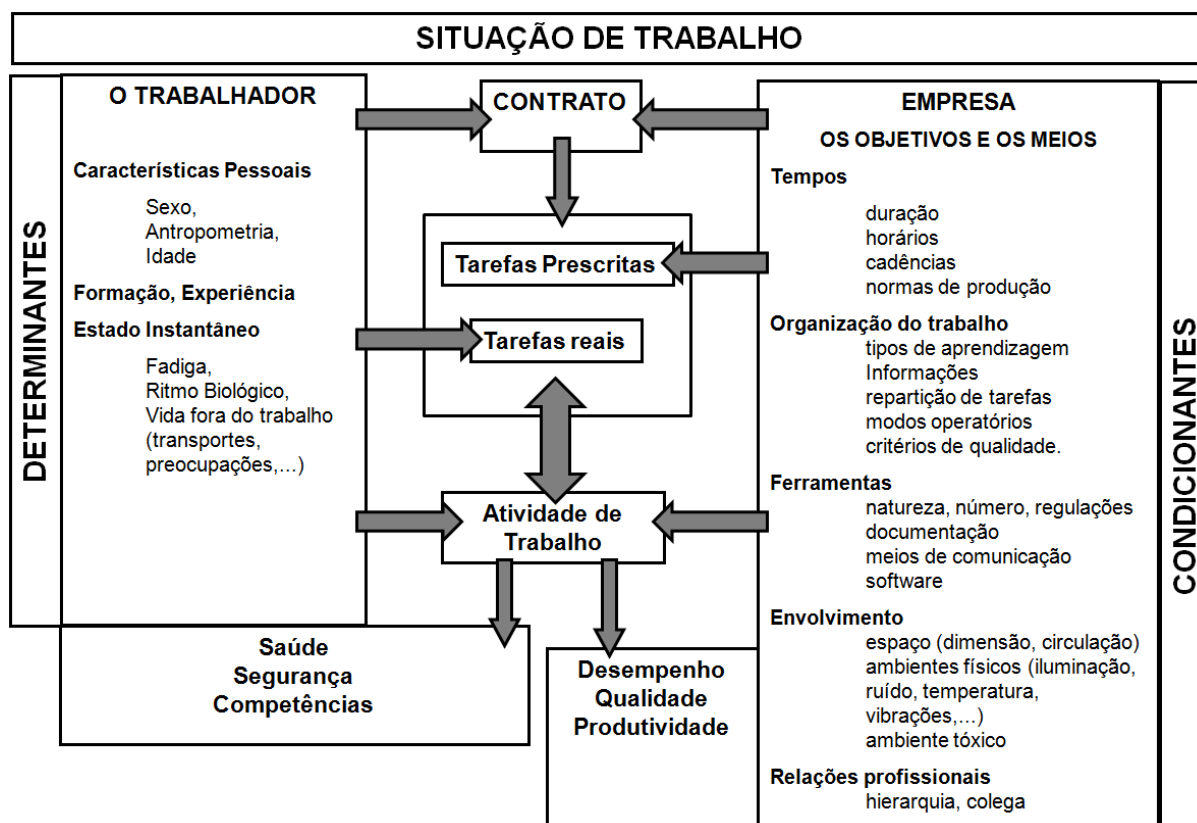 SITUAÇÃO DE TRABALHO
DETERMINANTES
O TRABALHADOR
Características Pessoais
Sexo,
Antropometria,
Idade
Formação, Experiência
Estado Instantâneo
Fadiga,
Ritmo Biológico,
Vida fora do trabalho
(transportes,
preocupações,...)
CONTRATO
Tarefas Prescritas
Tarefas reais
Atividade de
Trabalho
Saúde
Segurança
Competências
Desempenho
Qualidade
Produtividade
EMPRESA
OS OBJETIVOS E OS MEIOS
Tempos
duração
horários
cadências
normas de produção
Organização do trabalho
tipos de aprendizagem
Informações
repartição de tarefas
modos operatórios
critérios de qualidade.
Ferramentas
natureza, número, regulações
documentação
meios de comunicação
software
Envolvimento
espaço (dimensão, circulação)
ambientes físicos (iluminação,
ruído, temperatura,
vibrações,...)
ambiente tóxico
Relações profissionais
hierarquia, colega
CONDICIONANTES